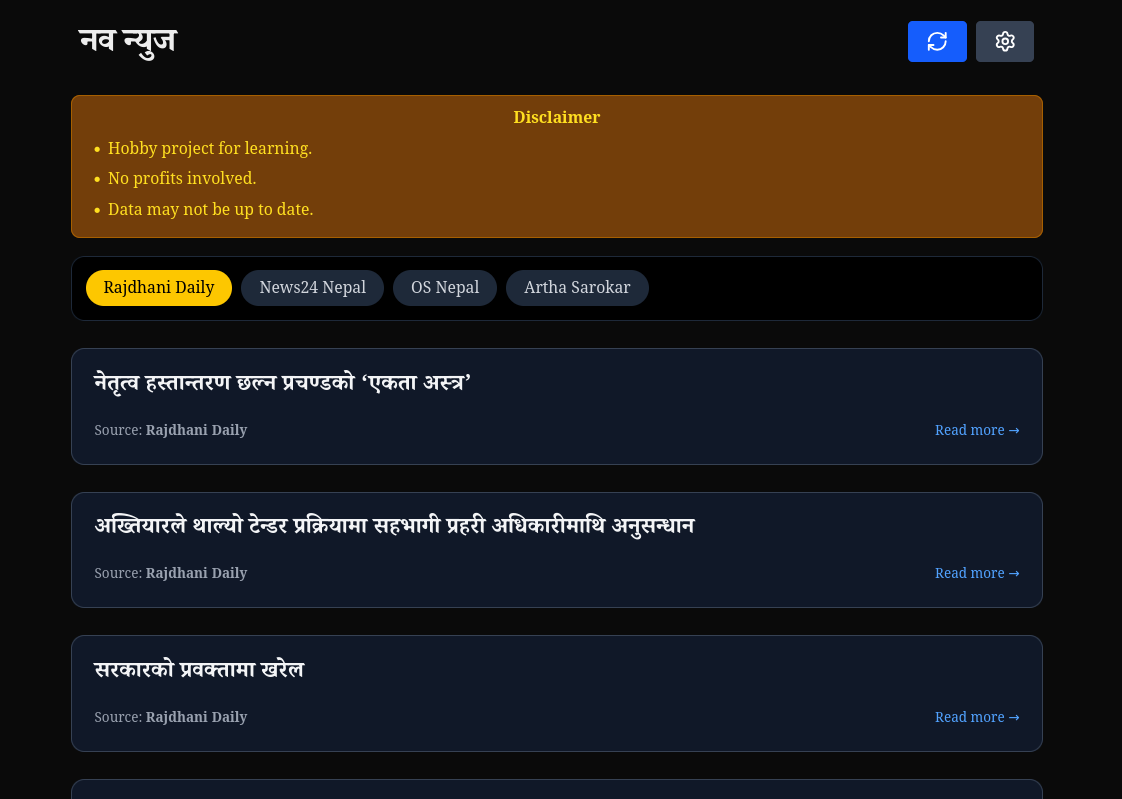 नव न्युज
Disclaimer
• Hobby project for learning.
• No profits involved.
• Data may not be up to date.
Rajdhani Daily News24 Nepal OS Nepal Artha Sarokar
नेतृत्व हस्तान्तरण छल्न प्रचण्डको ‘एकता अस्त्र’
Source: Rajdhani Daily Read more →
अख्तियारले थाल्यो टेन्डर प्रक्रियामा सहभागी प्रहरी अधिकारीमाथि अनुसन्धान
Source: Rajdhani Daily Read more →
सरकारको प्रवक्तामा खरेल
Source: Rajdhani Daily Read more →